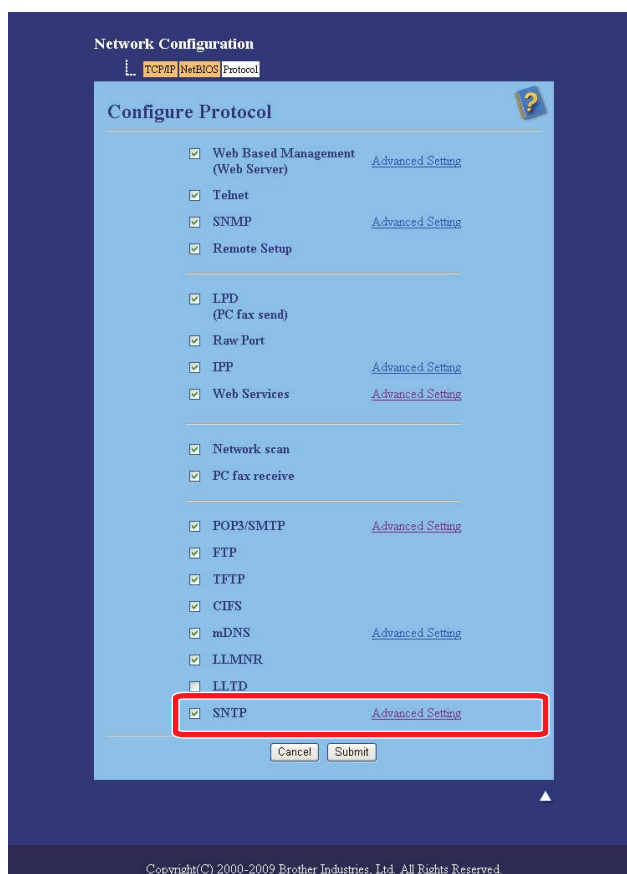 Network Configuration
TCP/IP NetBIOS Protocol
Configure Protocol
Web Based Management
(Web Server) Advanced Setting
Telnet
SNMP Advanced Setting
Remote Setup
LPD
(PC fax send)
Raw Port
IPP Advanced Setting
Web Services Advanced Setting
Network scan
PC fax receive
POP3/SMTP Advanced Setting
FTP
TFTP
CIFS
mDNS Advanced Setting
LLMNR
LLTD
SNTP Advanced Setting
Cancel Submit
Copyright(C) 2000-2009 Brother Industries, Ltd. All Rights Reserved.